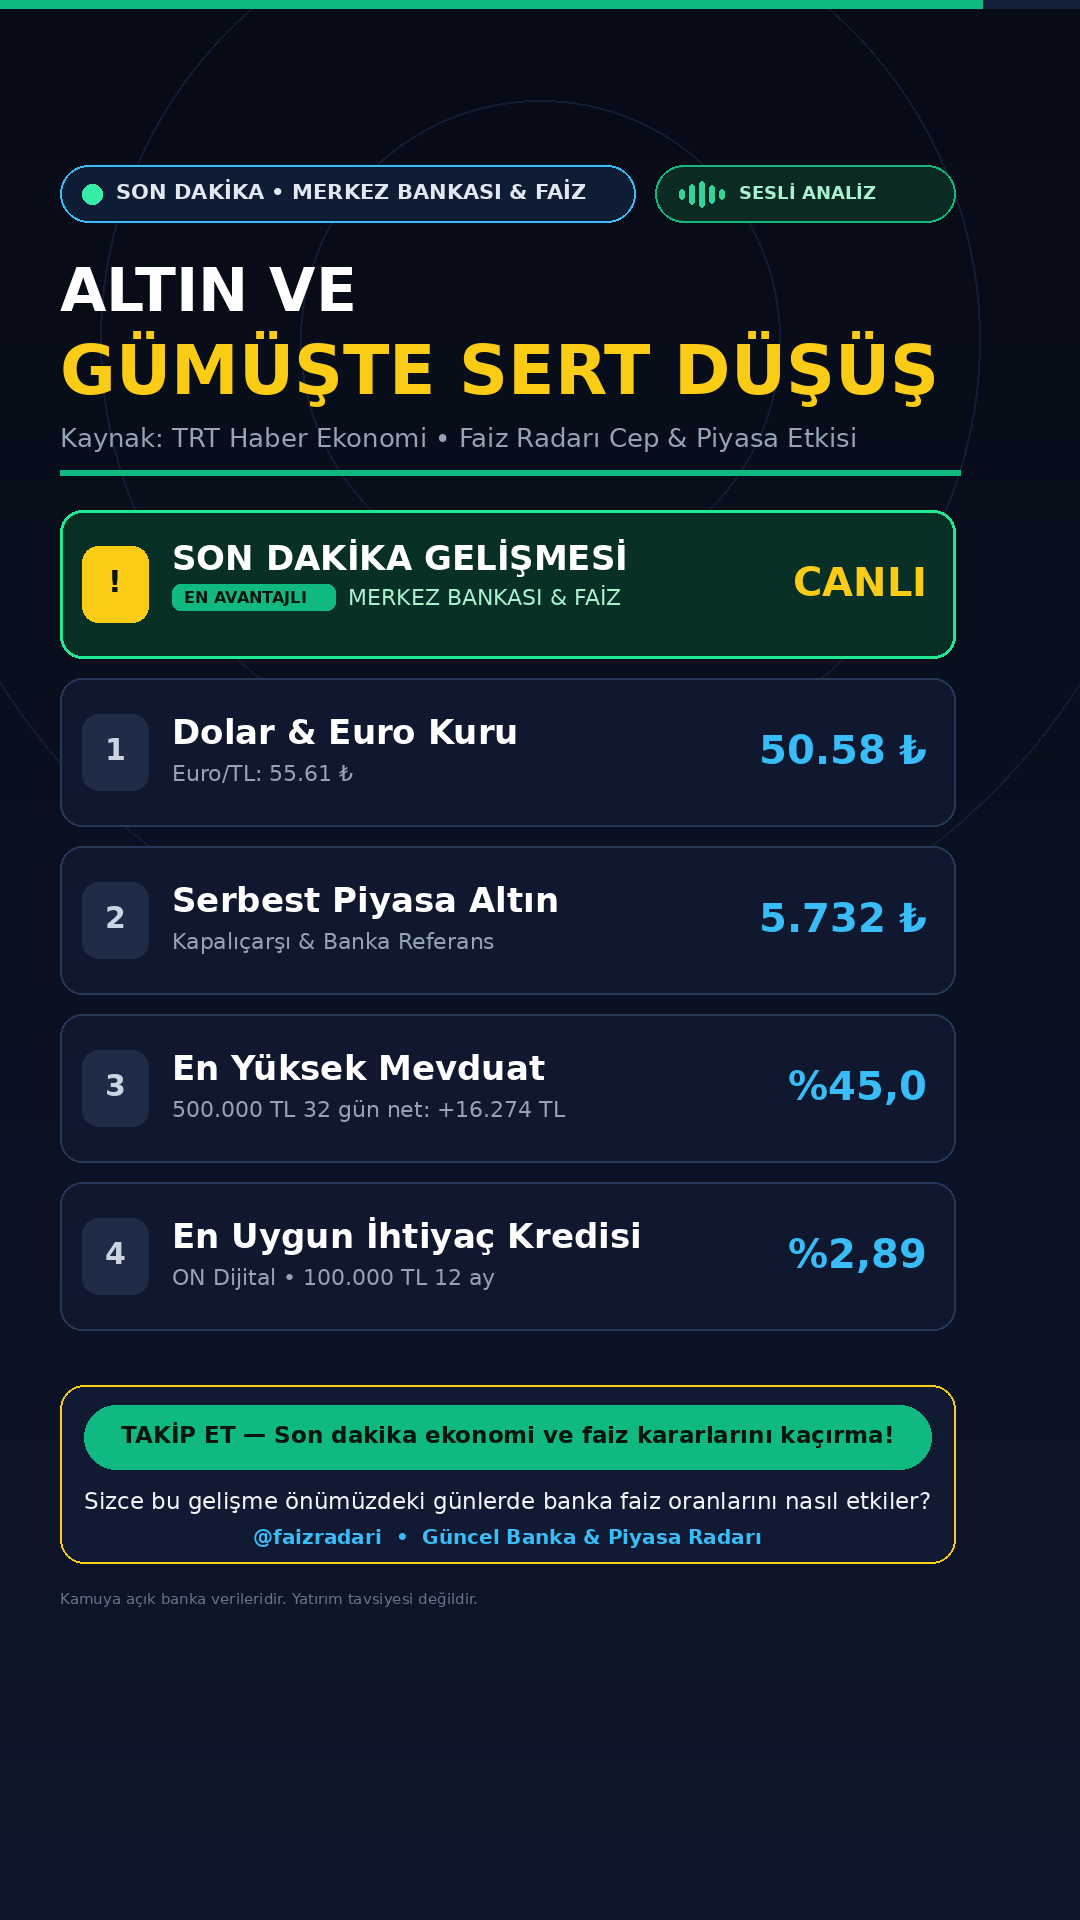 SON DAKİKA • MERKEZ BANKASI & FAİZ
SESLİ ANALİZ
ALTIN VE
GÜMÜŞTE SERT DÜŞÜŞ
Kaynak: TRT Haber Ekonomi • Faiz Radarı Cep & Piyasa Etkisi
!
SON DAKİKA GELİŞMESİ
EN AVANTAJLI MERKEZ BANKASI & FAİZ
CANLI
1
Dolar & Euro Kuru
Euro/TL: 55.61 ₺
50.58 ₺
2
Serbest Piyasa Altın
Kapalıçarşı & Banka Referans
5.732 ₺
3
En Yüksek Mevduat
500.000 TL 32 gün net: +16.274 TL
%45,0
4
En Uygun İhtiyaç Kredisi
ON Dijital • 100.000 TL 12 ay
%2,89
TAKİP ET — Son dakika ekonomi ve faiz kararlarını kaçırma!
Sizce bu gelişme önümüzdeki günlerde banka faiz oranlarını nasıl etkiler?
@faizradari • Güncel Banka & Piyasa Radarı
Kamuya açık banka verileridir. Yatırım tavsiyesi değildir.